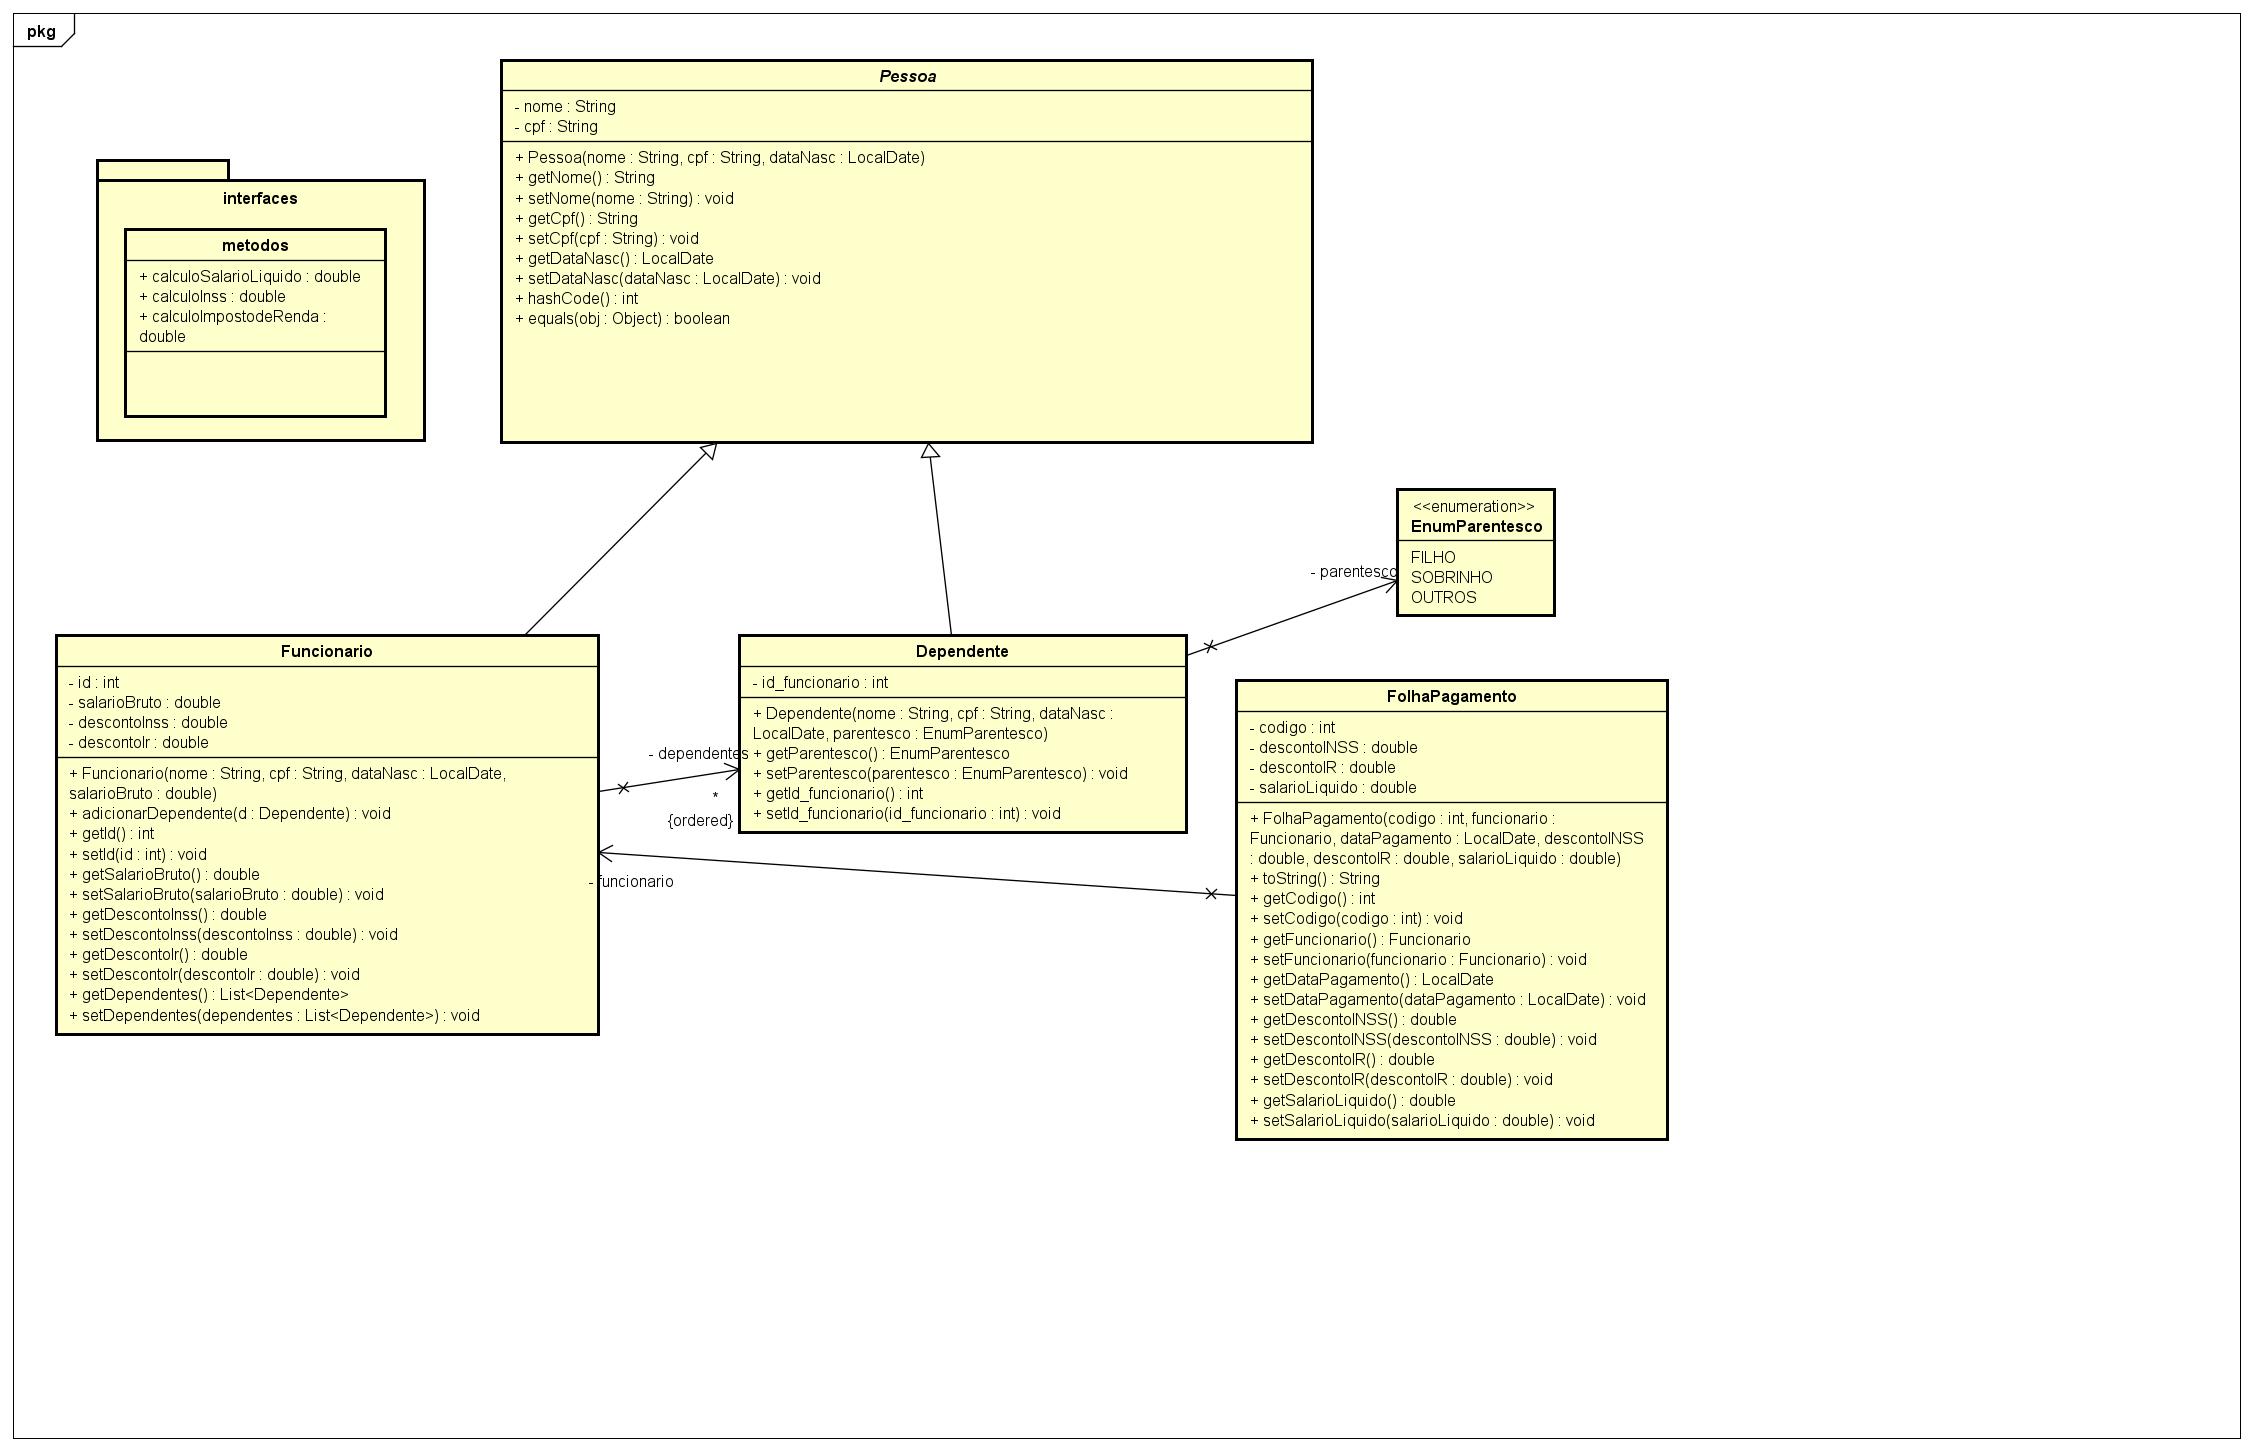 pkg
Pessoa
- nome : String
- cpf : String
+ Pessoa(nome : String, cpf : String, dataNasc : LocalDate)
+ getNome() : String
+ setNome(nome : String) : void
+ getCpf() : String
+ setCpf(cpf : String) : void
+ getDataNasc() : LocalDate
+ setDataNasc(dataNasc : LocalDate) : void
+ hashCode() : int
+ equals(obj : Object) : boolean
interfaces
metodos
+ calculoSalarioLiquido : double
+ calculoInss : double
+ calculoImpostodeRenda :
double
<<enumeration>>
EnumParentesco
FILHO
SOBRINHO
OUTROS
- parentesco
Funcionario
- id : int
- salarioBruto : double
- descontoInss : double
- descontoIr : double
+ Funcionario(nome : String, cpf : String, dataNasc : LocalDate,
salarioBruto : double)
+ adicionarDependente(d : Dependente) : void
+ getId() : int
+ setId(id : int) : void
+ getSalarioBruto() : double
+ setSalarioBruto(salarioBruto : double) : void
+ getDescontoInss() : double
+ setDescontoInss(descontoInss : double) : void
+ getDescontoIr() : double
+ setDescontoIr(descontoIr : double) : void
+ getDependentes() : List<Dependente>
+ setDependentes(dependentes : List<Dependente>) : void
- dependentes
*
{ordered}
- funcionario
Dependente
- id_funcionario : int
+ Dependente(nome : String, cpf : String, dataNasc :
LocalDate, parentesco : EnumParentesco)
+ getParentesco() : EnumParentesco
+ setParentesco(parentesco : EnumParentesco) : void
+ getId_funcionario() : int
+ setId_funcionario(id_funcionario : int) : void
FolhaPagamento
- codigo : int
- descontoINSS : double
- descontoIR : double
- salarioLiquido : double
+ FolhaPagamento(codigo : int, funcionario :
Funcionario, dataPagamento : LocalDate, descontoINSS
: double, descontoIR : double, salarioLiquido : double)
+ toString() : String
+ getCodigo() : int
+ setCodigo(codigo : int) : void
+ getFuncionario() : Funcionario
+ setFuncionario(funcionario : Funcionario) : void
+ getDataPagamento() : LocalDate
+ setDataPagamento(dataPagamento : LocalDate) : void
+ getDescontoINSS() : double
+ setDescontoINSS(descontoINSS : double) : void
+ getDescontoIR() : double
+ setDescontoIR(descontoIR : double) : void
+ getSalarioLiquido() : double
+ setSalarioLiquido(salarioLiquido : double) : void